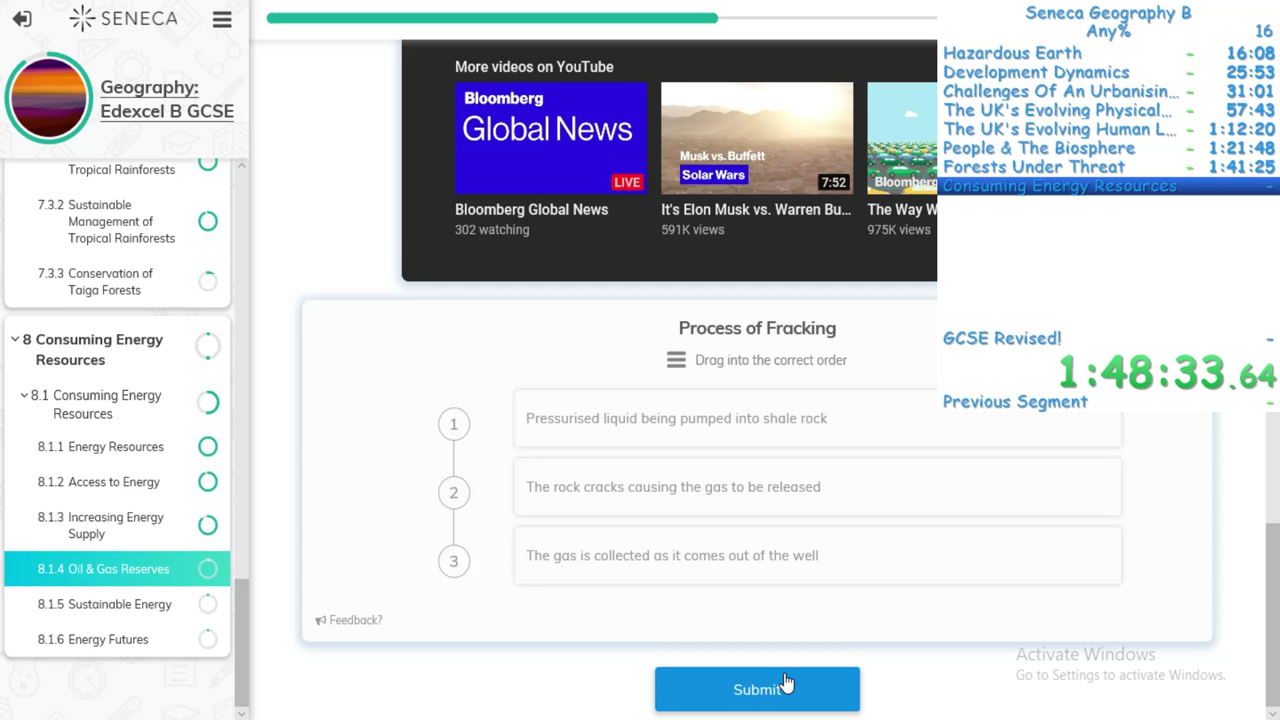 SENECA
Geography:
Edexcel B GCSE
Tropical Rainforests
7.3.2 Sustainable
Management of
Tropical Rainforests
7.3.3 Conservation of
Taiga Forests
8 Consuming Energy
Resources
8.1 Consuming Energy
Resources
8.1.1 Energy Resources
8.1.2 Access to Energy
8.1.3 Increasing Energy
Supply
8.1.4 Oil & Gas Reserves
8.1.5 Sustainable Energy
8.1.6 Energy Futures
More videos on YouTube
Bloomberg
Global News
LIVE
Bloomberg Global News
302 watching
Musk vs. Buffett
Solar Wars
7:52
It's Elon Musk vs. Warren Bu...
591K views
Bloomberg
The Way W
975K views
Process of Fracking
Drag into the correct order
1 Pressurised liquid being pumped into shale rock
2 The rock cracks causing the gas to be released
3 The gas is collected as it comes out of the well
Feedback?
Submit
Seneca Geography B
Any% 16
Hazardous Earth - 16:08
Development Dynamics - 25:53
Challenges Of An Urbanisin... - 31:01
The UK's Evolving Physical... - 57:43
The UK's Evolving Human L... - 1:12:20
People & The Biosphere - 1:21:48
Forests Under Threat - 1:41:25
Consuming Energy Resources -
GCSE Revised! -
1:48:33.64
Previous Segment -
Activate Windows
Go to Settings to activate Windows.